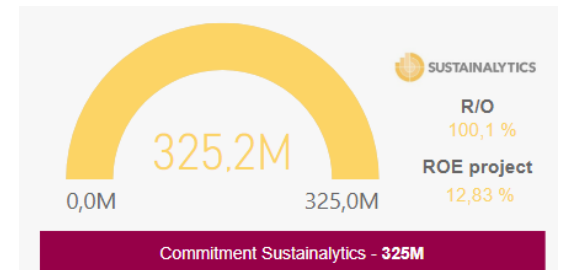 SUSTAINALYTICS
R/O
100,1 %
325,2M
ROE project
12,83 %
0,0M
325,0M
Commitment Sustainalytics - 325M